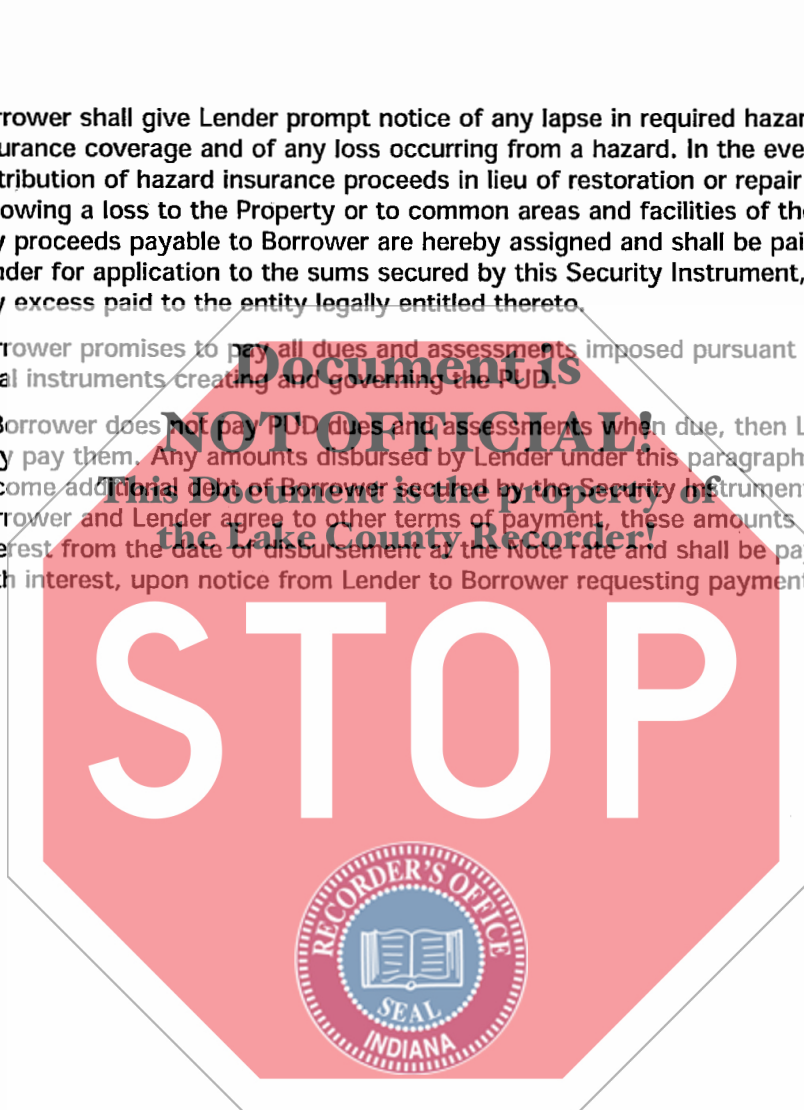 rrower shall give Lender prompt notice of any lapse in required hazar
urance coverage and of any loss occurring from a hazard. In the eve
tribution of hazard insurance proceeds in lieu of restoration or repair
owing a loss to the Property or to common areas and facilities of the
y proceeds payable to Borrower are hereby assigned and shall be pai
nder for application to the sums secured by this Security Instrument,
y excess paid to the entity legally entitled thereto.
rrower promises to pay all dues and assessments imposed pursuant
al instruments creating and governing the PUD.
Borrower does not pay PUD dues and assessments when due, then L
y pay them. Any amounts disbursed by Lender under this paragraph
come additional debt of Borrower secured by the Security Instrumen
rrower and Lender agree to other terms of payment, these amounts
erest from the date of disbursement at the Note rate and shall be pa
th interest, upon notice from Lender to Borrower requesting payment
Document is
NOT OFFICIAL!
This Document is the property of
the Lake County Recorder!
STOP
RECORDER'S OFFICE
SEAL
INDIANA